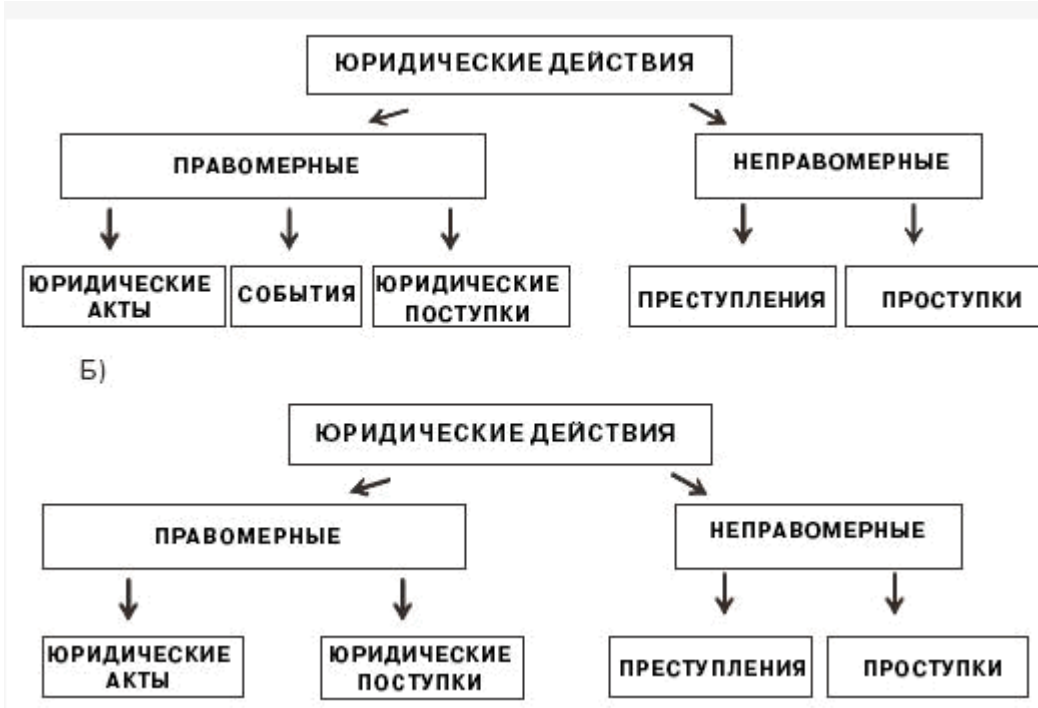 ЮРИДИЧЕСКИЕ ДЕЙСТВИЯ
ПРАВОМЕРНЫЕ
НЕПРАВОМЕРНЫЕ
ЮРИДИЧЕСКИЕ
АКТЫ
СОБЫТИЯ
ЮРИДИЧЕСКИЕ
ПОСТУПКИ
ПРЕСТУПЛЕНИЯ
ПРОСТУПКИ
Б)
ЮРИДИЧЕСКИЕ ДЕЙСТВИЯ
ПРАВОМЕРНЫЕ
НЕПРАВОМЕРНЫЕ
ЮРИДИЧЕСКИЕ
АКТЫ
ЮРИДИЧЕСКИЕ
ПОСТУПКИ
ПРЕСТУПЛЕНИЯ
ПРОСТУПКИ